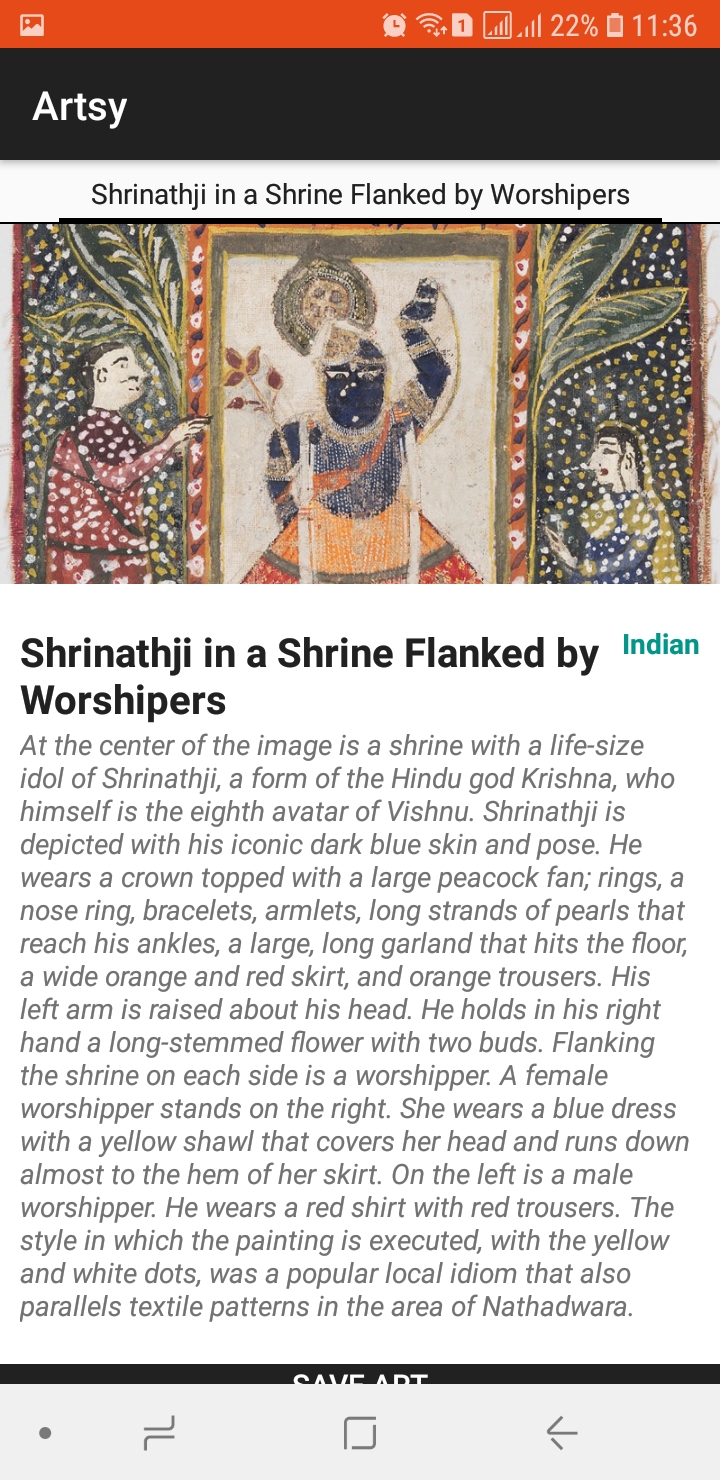 1 22% 11:36
Artsy
Shrinathji in a Shrine Flanked by Worshipers
Shrinathji in a Shrine Flanked by
Indian
Worshipers
At the center of the image is a shrine with a life-size
idol of Shrinathji, a form of the Hindu god Krishna, who
himself is the eighth avatar of Vishnu. Shrinathji is
depicted with his iconic dark blue skin and pose. He
wears a crown topped with a large peacock fan; rings, a
nose ring, bracelets, armlets, long strands of pearls that
reach his ankles, a large, long garland that hits the floor,
a wide orange and red skirt, and orange trousers. His
left arm is raised about his head. He holds in his right
hand a long-stemmed flower with two buds. Flanking
the shrine on each side is a worshipper. A female
worshipper stands on the right. She wears a blue dress
with a yellow shawl that covers her head and runs down
almost to the hem of her skirt. On the left is a male
worshipper. He wears a red shirt with red trousers. The
style in which the painting is executed, with the yellow
and white dots, was a popular local idiom that also
parallels textile patterns in the area of Nathadwara.
SAVE ART